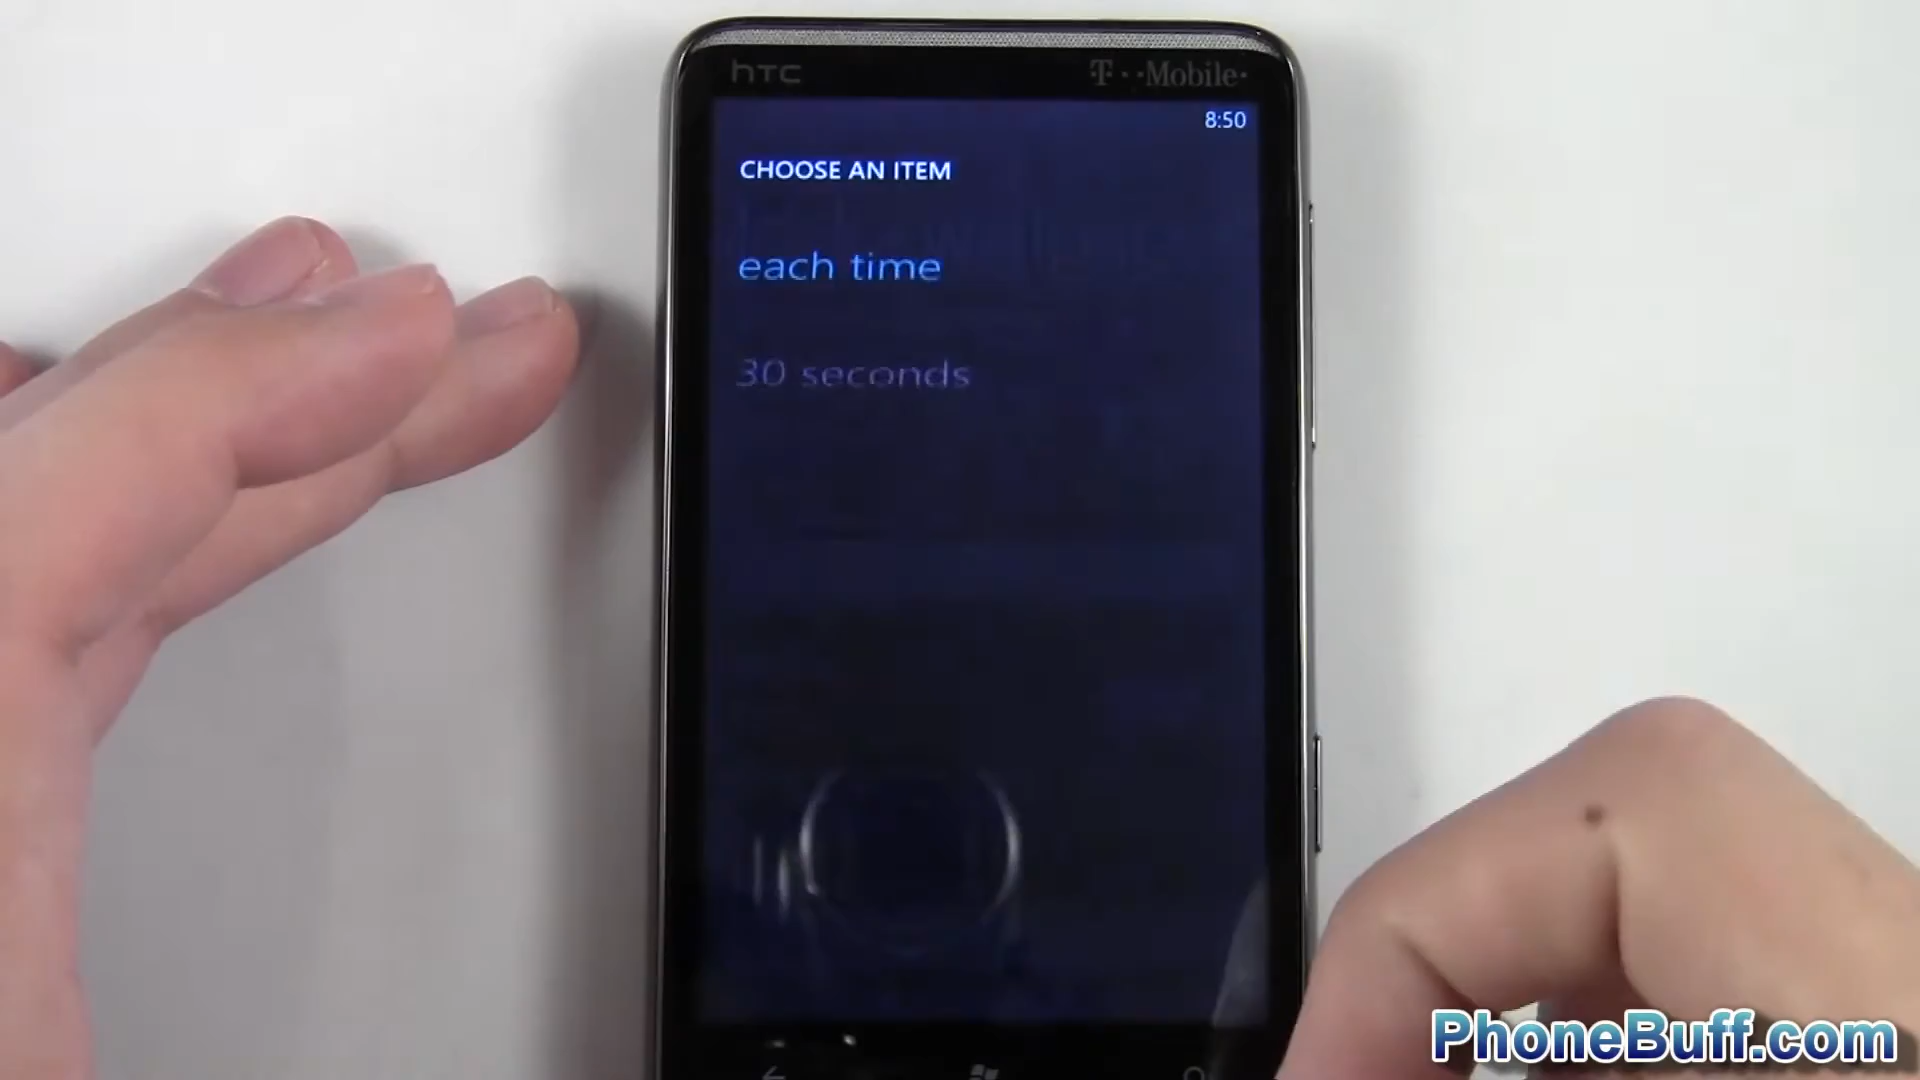 hTC
T··Mobile·
8:50
CHOOSE AN ITEM
each time
30 seconds
PhoneBuff.com